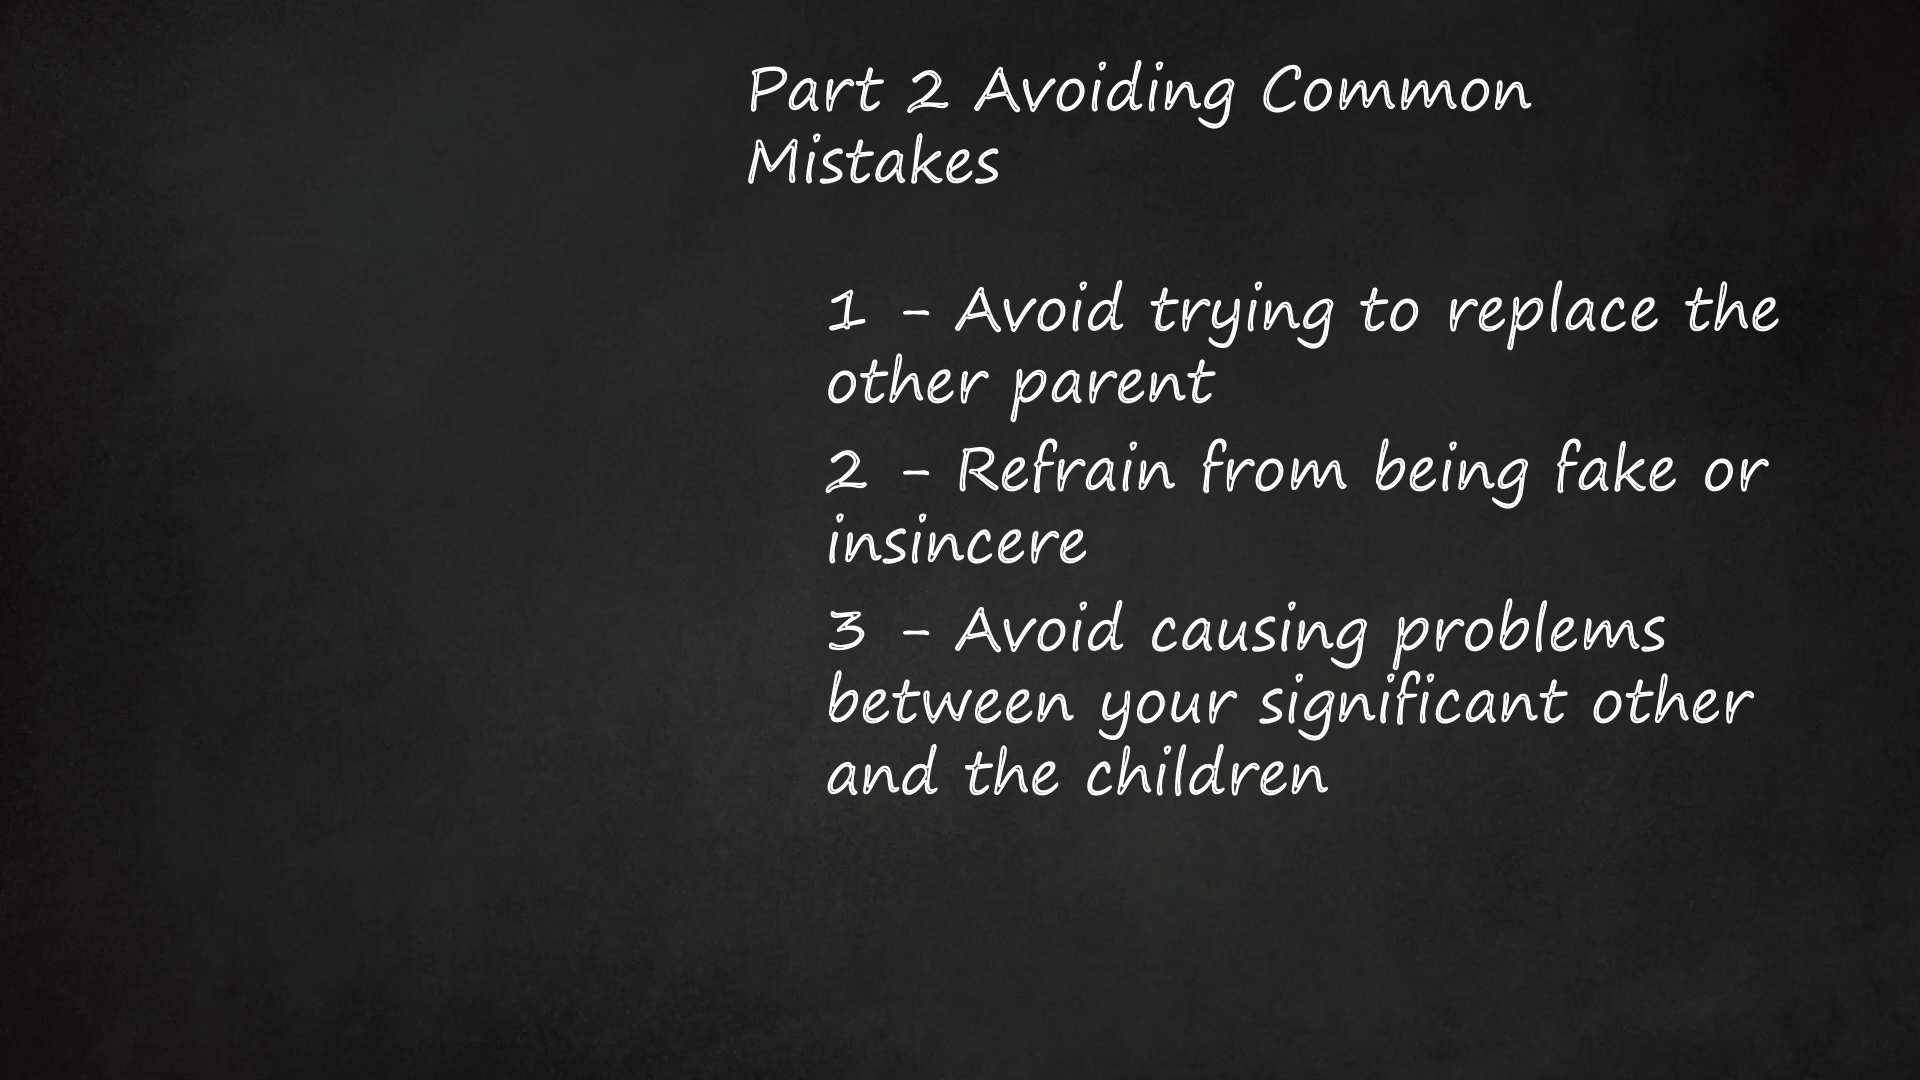 Part 2 Avoiding Common
Mistakes
1 - Avoid trying to replace the
other parent
2 - Refrain from being fake or
insincere
3 - Avoid causing problems
between your significant other
and the children